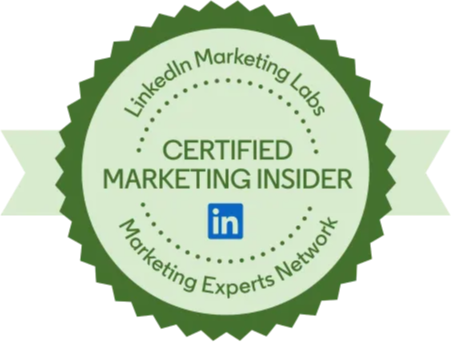 LinkedIn Marketing Labs
CERTIFIED
MARKETING INSIDER
in
Marketing Experts Network